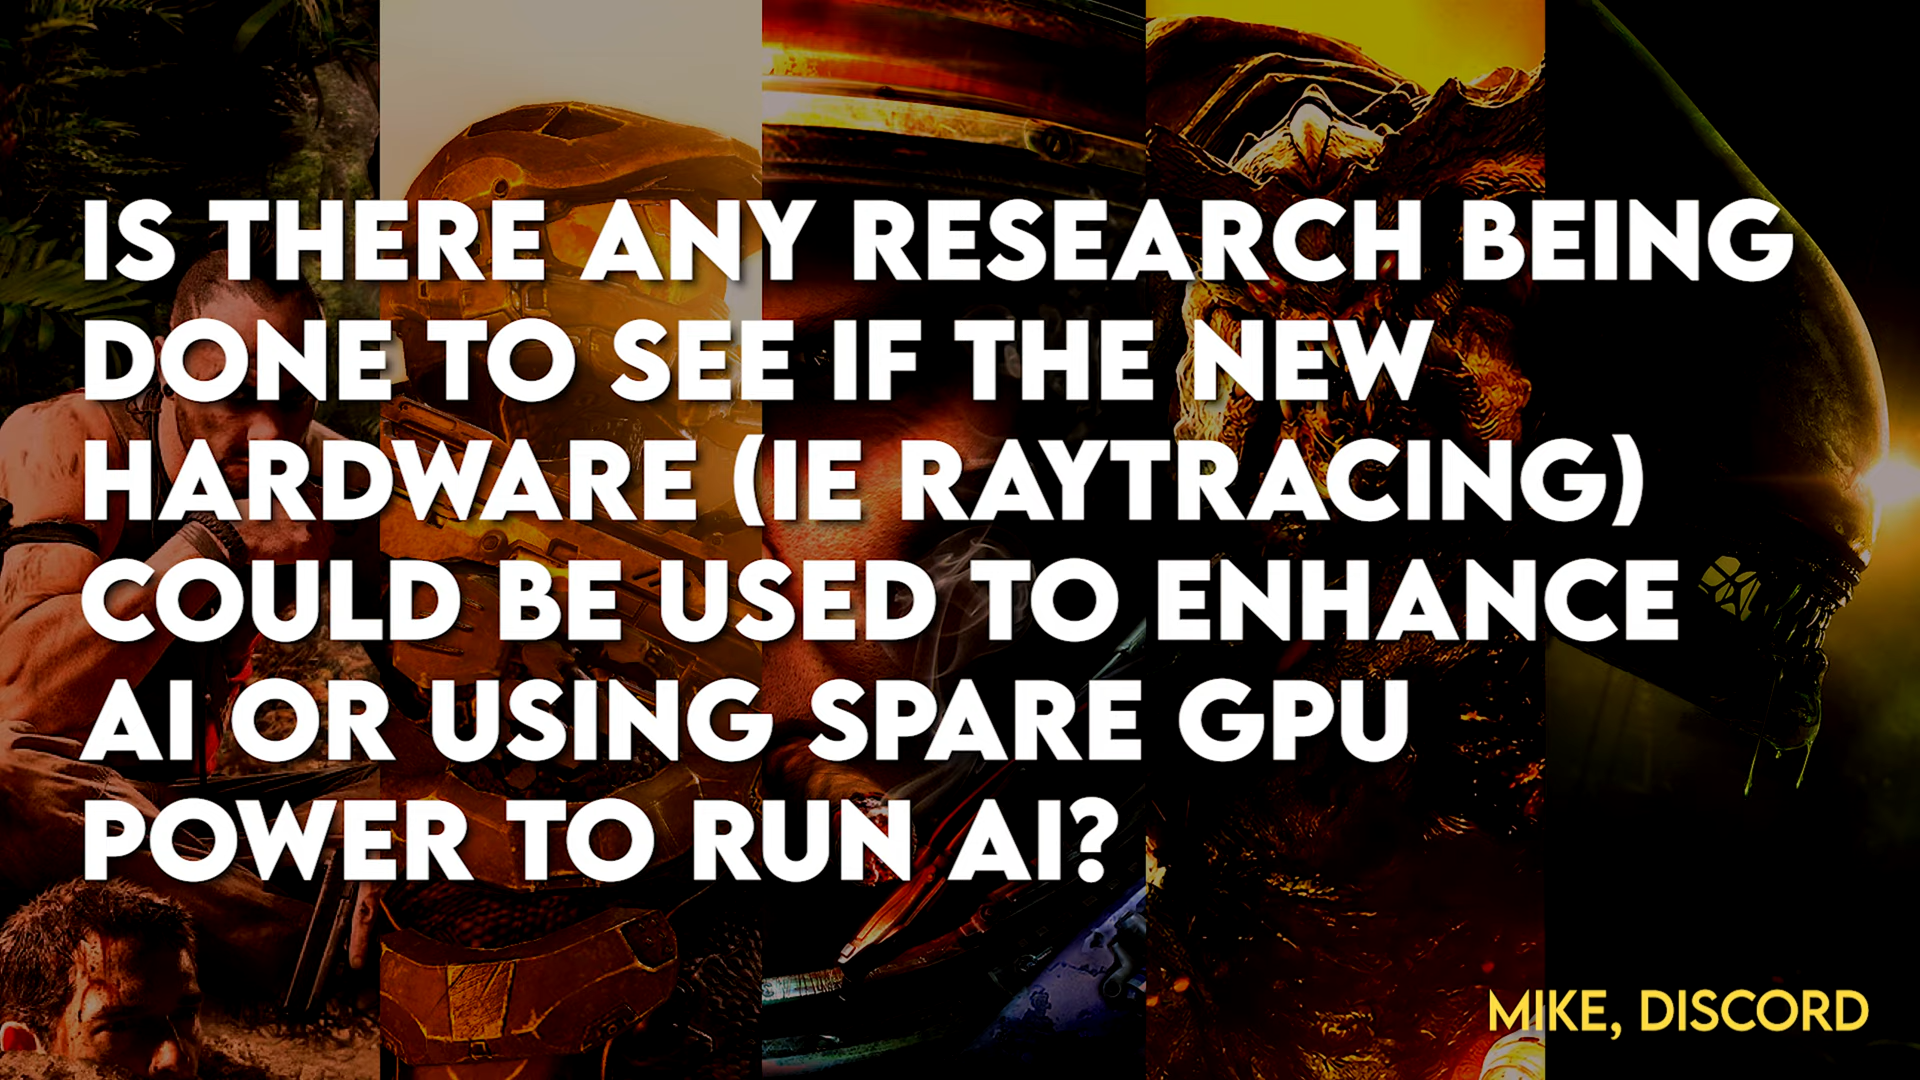 IS THERE ANY RESEARCH BEING
DONE TO SEE IF THE NEW
HARDWARE (IE RAYTRACING)
COULD BE USED TO ENHANCE
AI OR USING SPARE GPU
POWER TO RUN AI?
MIKE, DISCORD